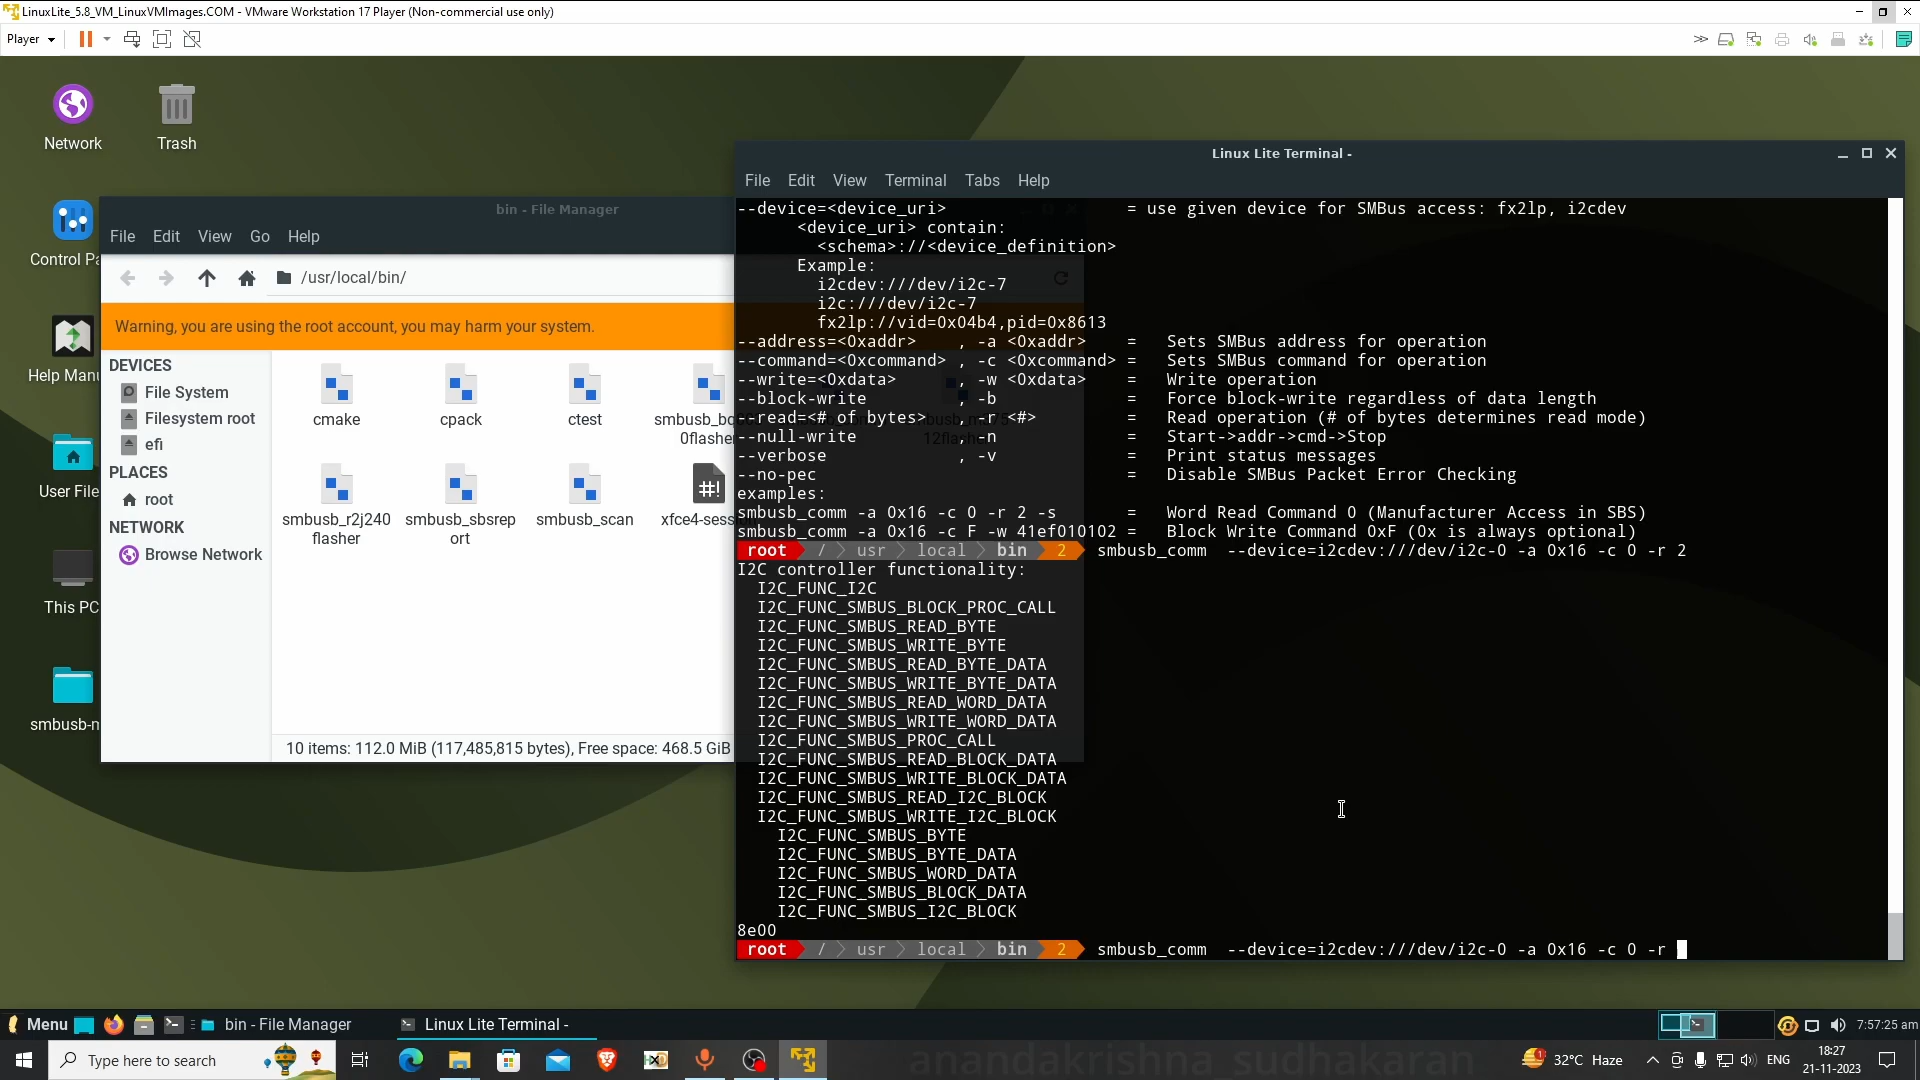 LinuxLite_5.8_VM_LinuxVMImages.COM - VMware Workstation 17 Player (Non-commercial use only)
Player
Network
Trash
Control Pa
Help Manu
User File
This PC
smbusb-m
bin - File Manager
File Edit View Go Help
/usr/local/bin/
Warning, you are using the root account, you may harm your system.
DEVICES
File System
Filesystem root
efi
PLACES
root
NETWORK
Browse Network
cmake
cpack
ctest
0flasher
12flasher
smbusb_r2j240
flasher
smbusb_sbsrep
ort
smbusb_scan
xfce4-session
10 items: 112.0 MiB (117,485,815 bytes), Free space: 468.5 GiB
Linux Lite Terminal -
File Edit View Terminal Tabs Help
--device=<device_uri> = use given device for SMBus access: fx2lp, i2cdev
<device_uri> contain:
<schema>://<device_definition>
Example:
i2cdev:///dev/i2c-7
i2c:///dev/i2c-7
fx2lp://vid=0x04b4,pid=0x8613
--address=<0xaddr> , -a <0xaddr> = Sets SMBus address for operation
--command=<0xcommand> , -c <0xcommand> = Sets SMBus command for operation
--write=<0xdata> , -w <0xdata> = Write operation
--block-write , -b = Force block-write regardless of data length
--read=<# of bytes> , -r <#> = Read operation (# of bytes determines read mode)
--null-write , -n = Start->addr->cmd->Stop
--verbose , -v = Print status messages
--no-pec = Disable SMBus Packet Error Checking
examples:
smbusb_comm -a 0x16 -c 0 -r 2 -s = Word Read Command 0 (Manufacturer Access in SBS)
smbusb_comm -a 0x16 -c F -w 41ef010102 = Block Write Command 0xF (0x is always optional)
root / usr local bin 2 smbusb_comm --device=i2cdev:///dev/i2c-0 -a 0x16 -c 0 -r 2
I2C controller functionality:
I2C_FUNC_I2C
I2C_FUNC_SMBUS_BLOCK_PROC_CALL
I2C_FUNC_SMBUS_READ_BYTE
I2C_FUNC_SMBUS_WRITE_BYTE
I2C_FUNC_SMBUS_READ_BYTE_DATA
I2C_FUNC_SMBUS_WRITE_BYTE_DATA
I2C_FUNC_SMBUS_READ_WORD_DATA
I2C_FUNC_SMBUS_WRITE_WORD_DATA
I2C_FUNC_SMBUS_PROC_CALL
I2C_FUNC_SMBUS_READ_BLOCK_DATA
I2C_FUNC_SMBUS_WRITE_BLOCK_DATA
I2C_FUNC_SMBUS_READ_I2C_BLOCK
I2C_FUNC_SMBUS_WRITE_I2C_BLOCK
I2C_FUNC_SMBUS_BYTE
I2C_FUNC_SMBUS_BYTE_DATA
I2C_FUNC_SMBUS_WORD_DATA
I2C_FUNC_SMBUS_BLOCK_DATA
I2C_FUNC_SMBUS_I2C_BLOCK
8e00
root / usr local bin 2 smbusb_comm --device=i2cdev:///dev/i2c-0 -a 0x16 -c 0 -r
Menu
bin - File Manager
Linux Lite Terminal -
7:57:25 am
Type here to search
anandakrishna sudhakaran
32°C Haze
ENG
18:27
21-11-2023